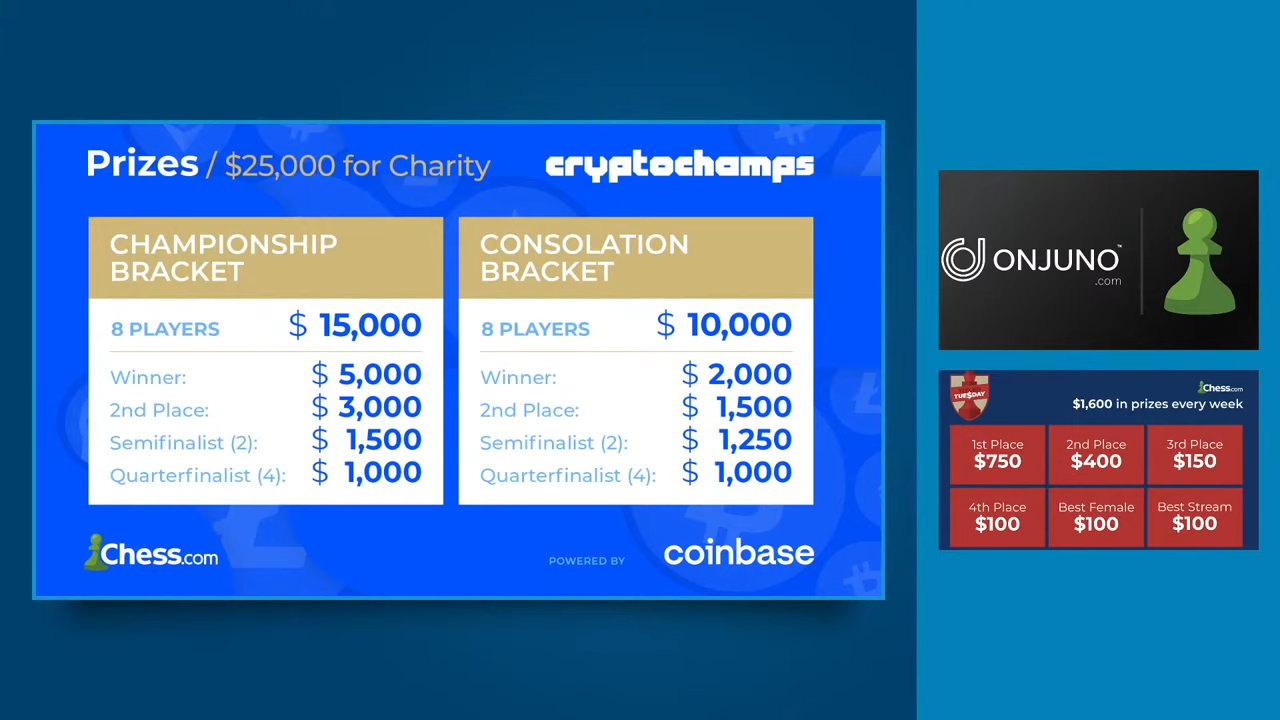 Prizes / $25,000 for Charity
cryptochamps
CHAMPIONSHIP
BRACKET
8 PLAYERS $ 15,000
Winner: $ 5,000
2nd Place: $ 3,000
Semifinalist (2): $ 1,500
Quarterfinalist (4): $ 1,000
CONSOLATION
BRACKET
8 PLAYERS $ 10,000
Winner: $ 2,000
2nd Place: $ 1,500
Semifinalist (2): $ 1,250
Quarterfinalist (4): $ 1,000
Chess.com
POWERED BY coinbase
ONJUNO™
.com
TUESDAY
Chess.com
$1,600 in prizes every week
1st Place
$750
2nd Place
$400
3rd Place
$150
4th Place
$100
Best Female
$100
Best Stream
$100